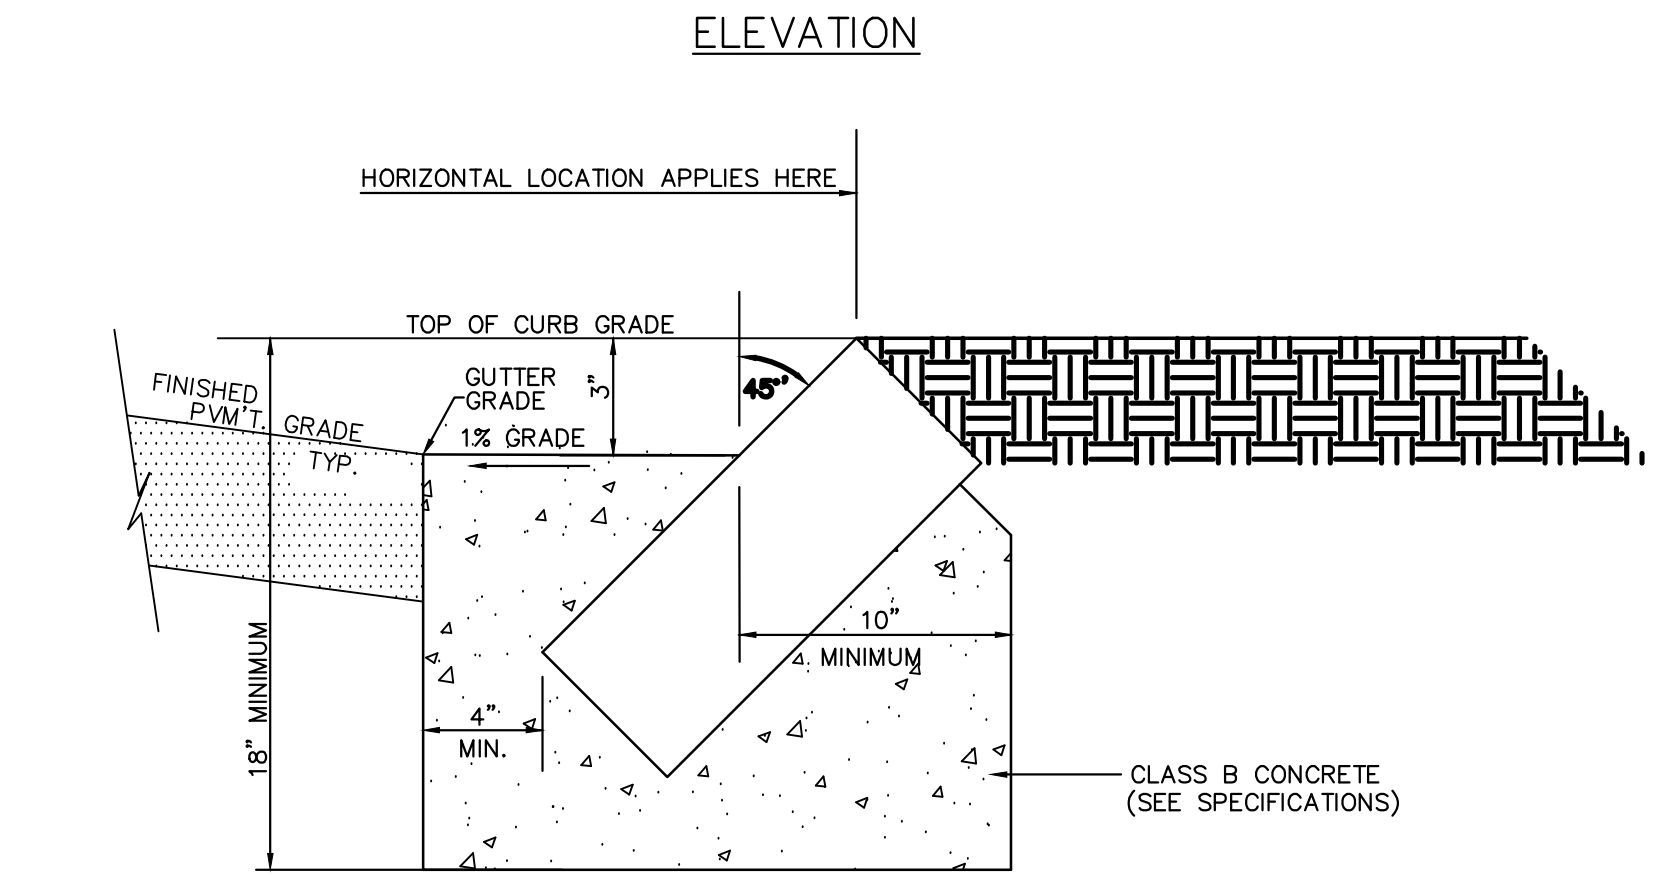 ELEVATION
HORIZONTAL LOCATION APPLIES HERE
TOP OF CURB GRADE
FINISHED
PVM'T. GRADE
TYP.
GUTTER
GRADE
1% GRADE
3"
45°
18" MINIMUM
10"
MINIMUM
4"
MIN.
CLASS B CONCRETE
(SEE SPECIFICATIONS)